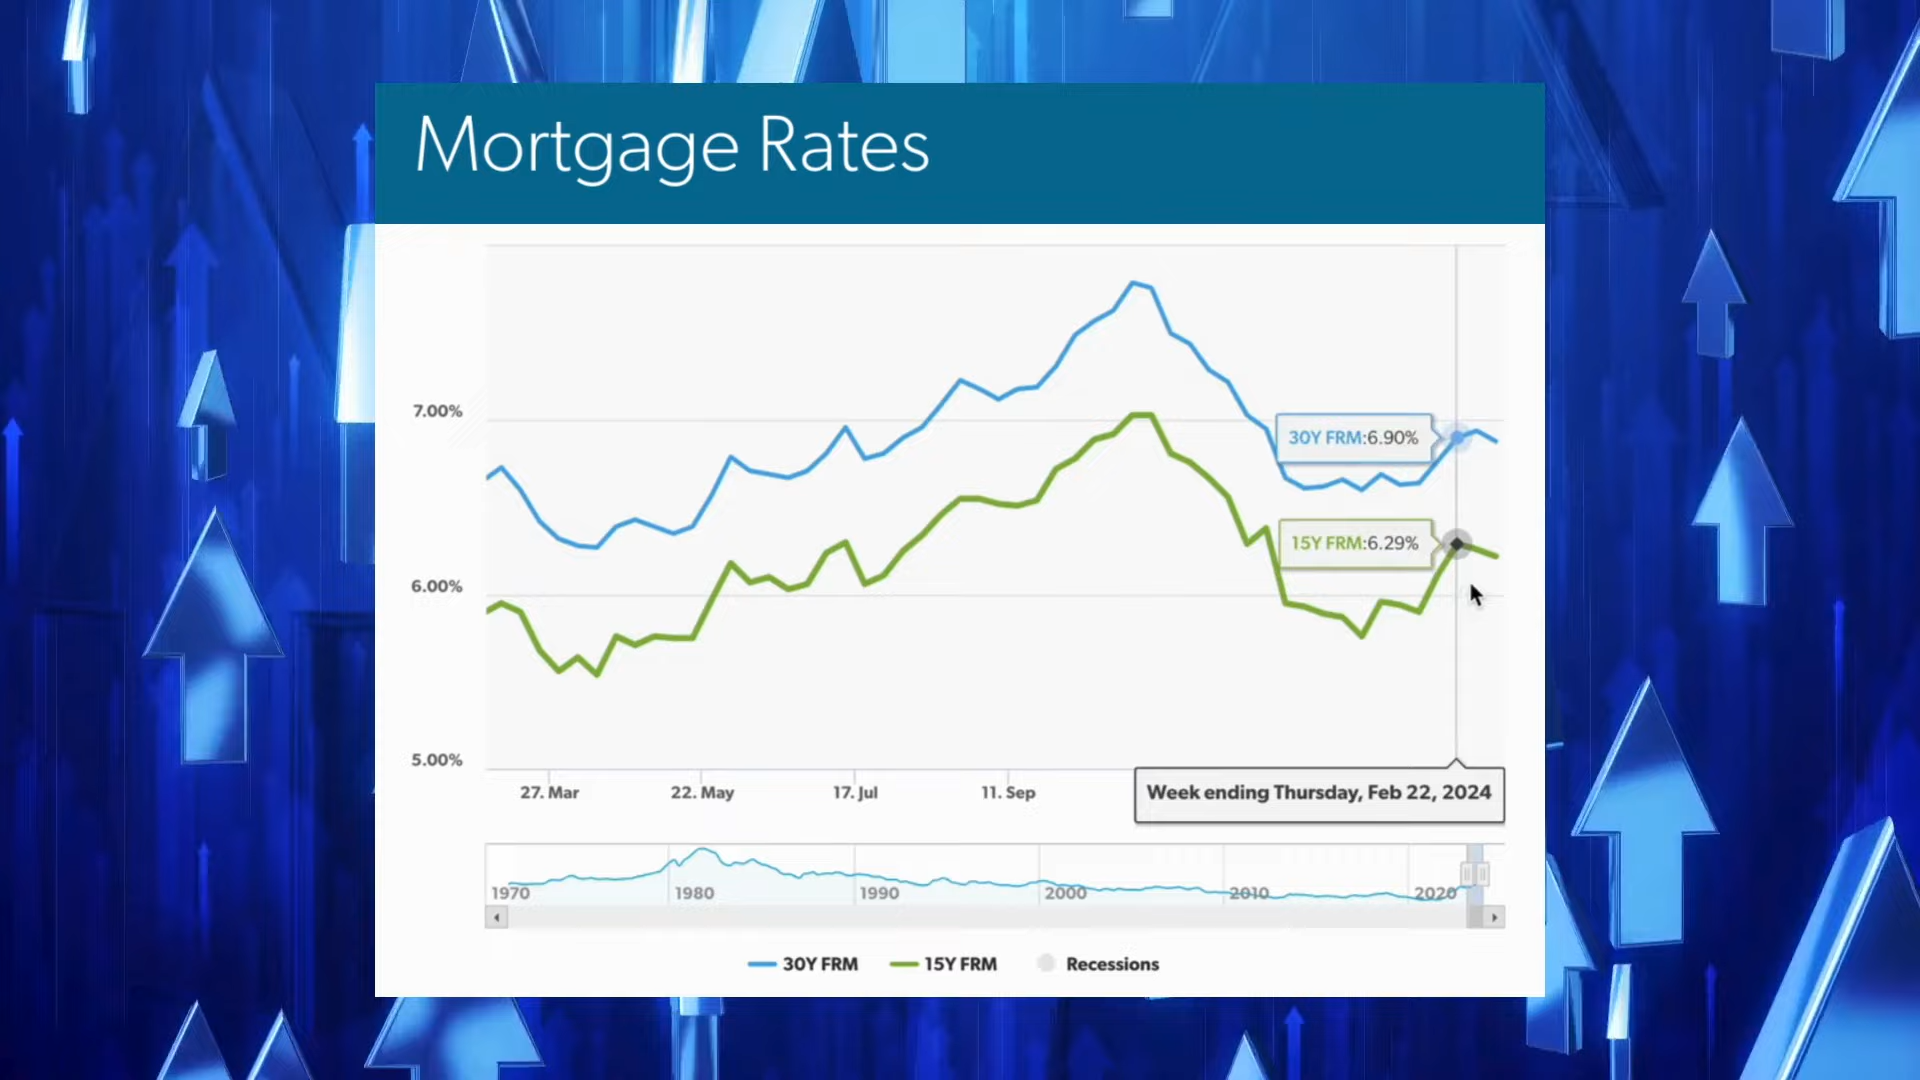 Mortgage Rates
7.00%
30Y FRM:6.90%
15Y FRM:6.29%
6.00%
5.00%
27. Mar
22. May
17. Jul
11. Sep
Week ending Thursday, Feb 22, 2024
1970
1980
1990
2000
2010
2020
30Y FRM
15Y FRM
Recessions